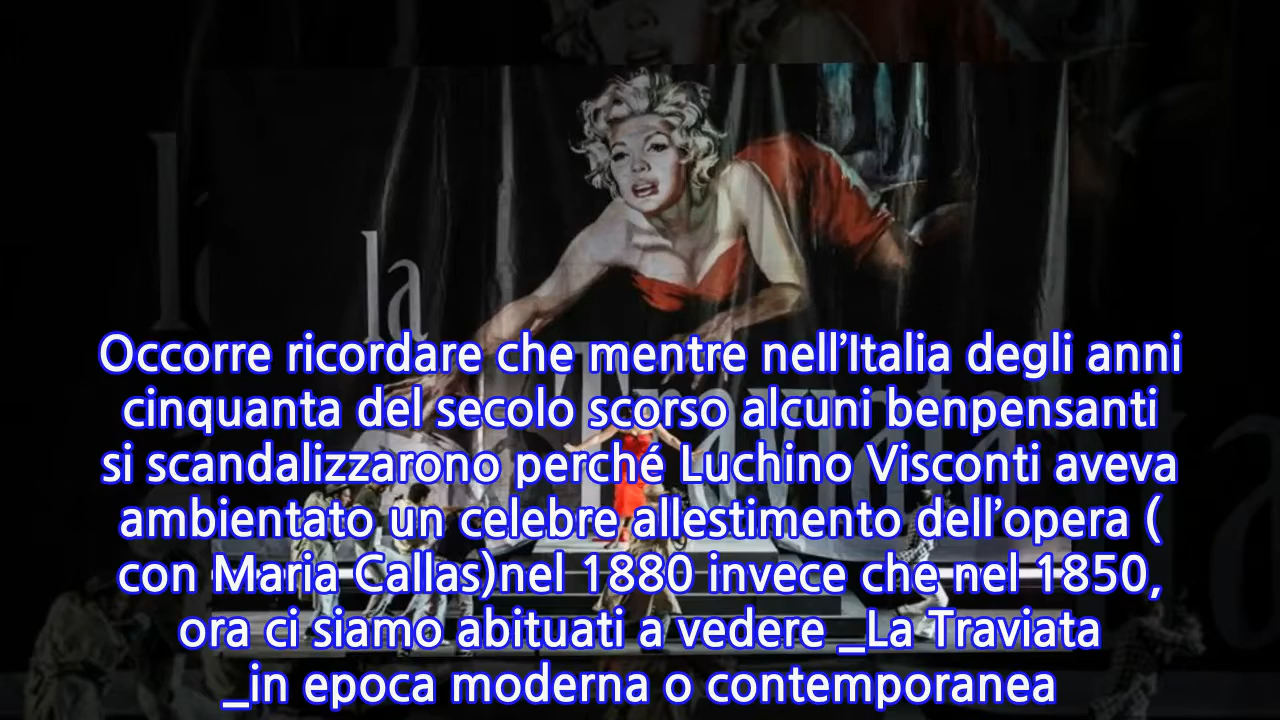 la
Traviata
Occorre ricordare che mentre nell’Italia degli anni
cinquanta del secolo scorso alcuni benpensanti
si scandalizzarono perché Luchino Visconti aveva
ambientato un celebre allestimento dell’opera (
con Maria Callas)nel 1880 invece che nel 1850,
ora ci siamo abituati a vedere _La Traviata
_in epoca moderna o contemporanea